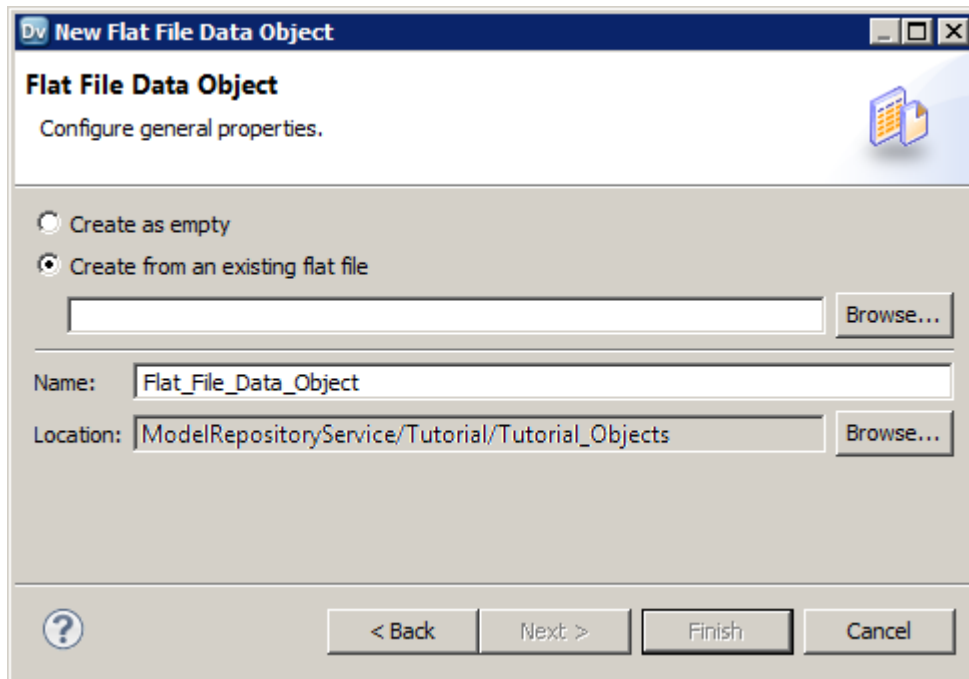 Dv New Flat File Data Object
Flat File Data Object
Configure general properties.
Create as empty
Create from an existing flat file
Browse...
Name: Flat_File_Data_Object
Location: ModelRepositoryService/Tutorial/Tutorial_Objects Browse...
? < Back Next > Finish Cancel